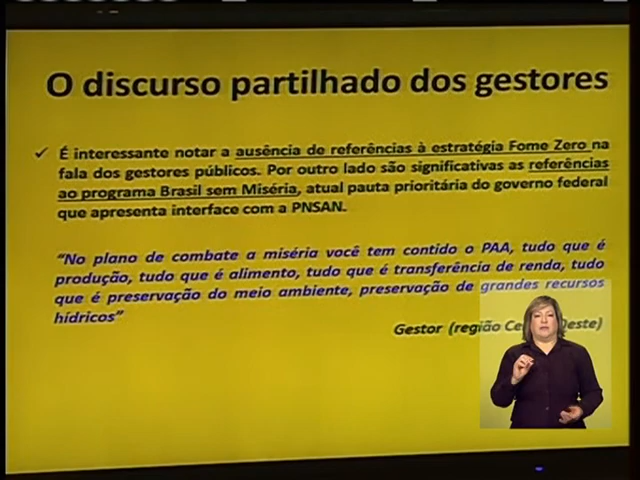 O discurso partilhado dos gestores
✓ É interessante notar a ausência de referências à estratégia Fome Zero na
fala dos gestores públicos. Por outro lado são significativas as referências
ao programa Brasil sem Miséria, atual pauta prioritária do governo federal
que apresenta interface com a PNSAN.
“No plano de combate a miséria você tem contido o PAA, tudo que é
produção, tudo que é alimento, tudo que é transferência de renda, tudo
que é preservação do meio ambiente, preservação de grandes recursos
hídricos”
Gestor (região Oeste)